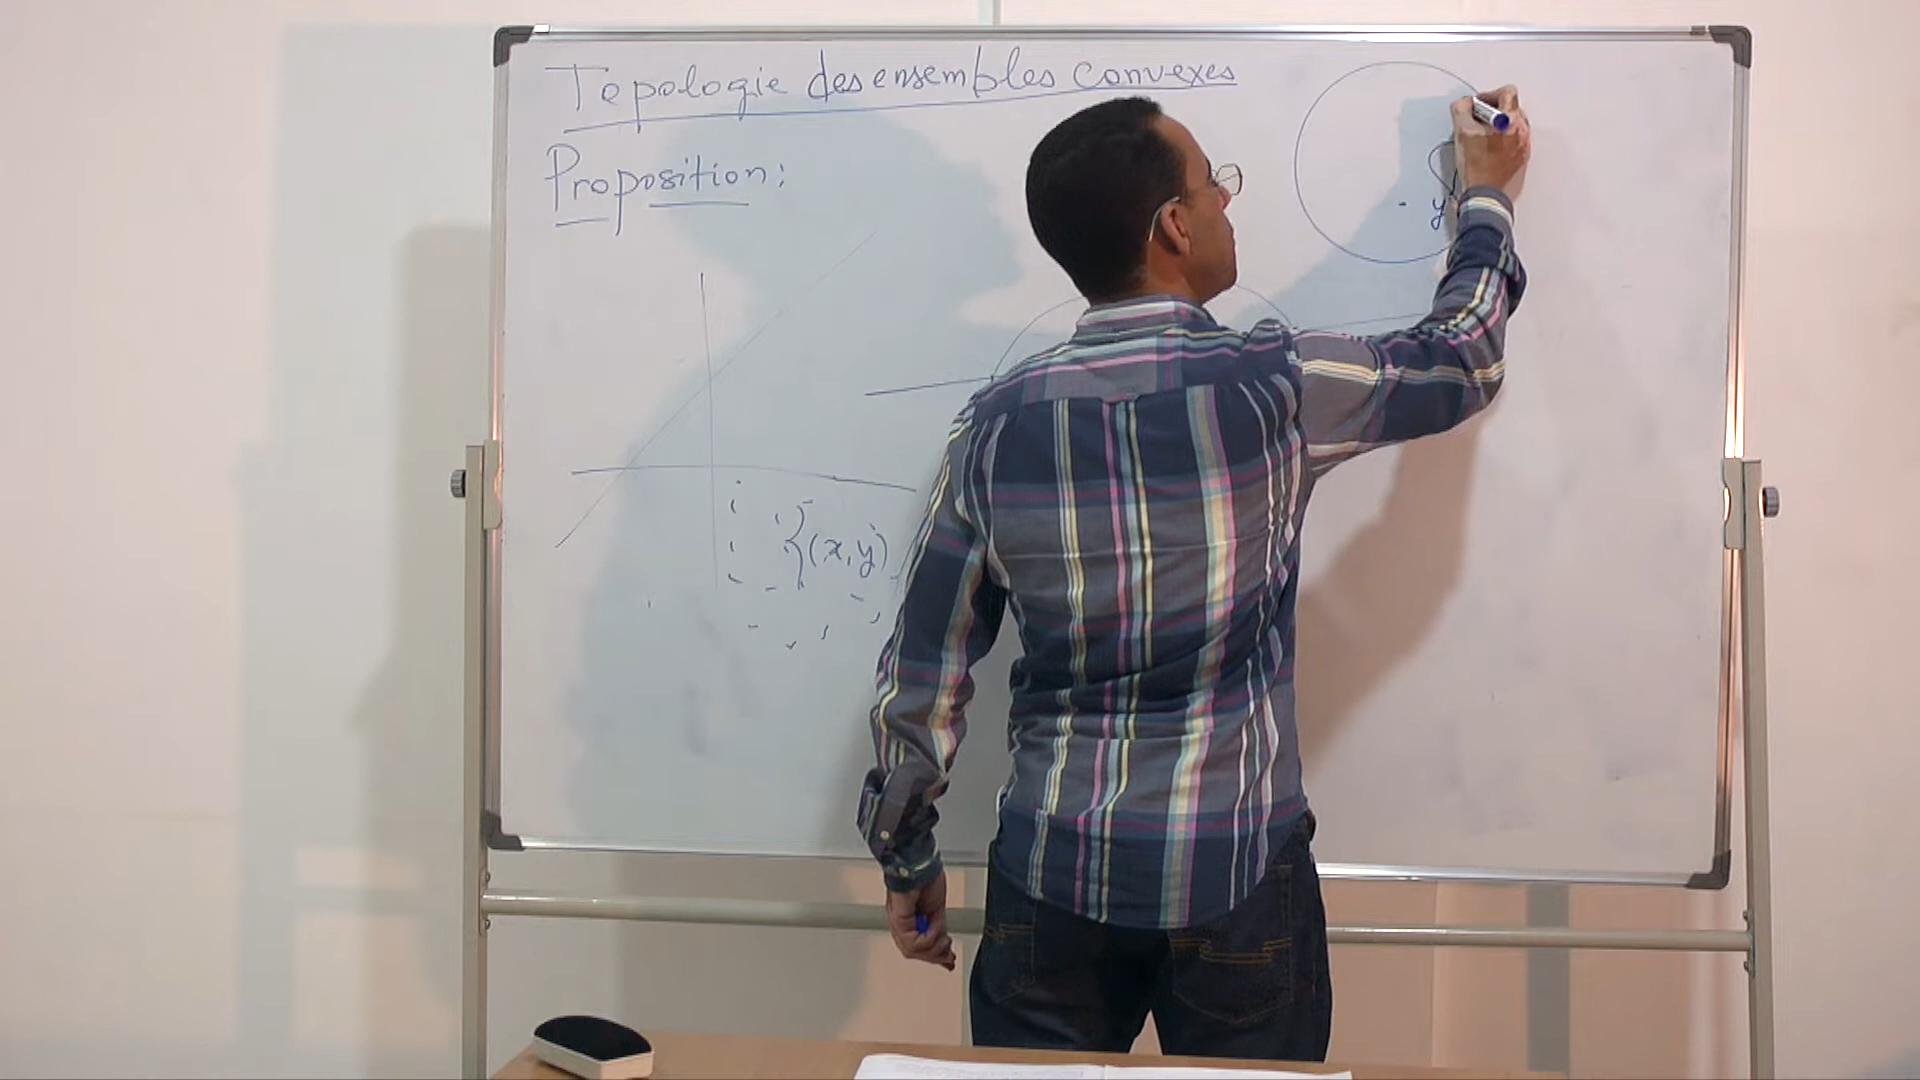 Topologie des ensembles convexes
Proposition:
y
(x,y)